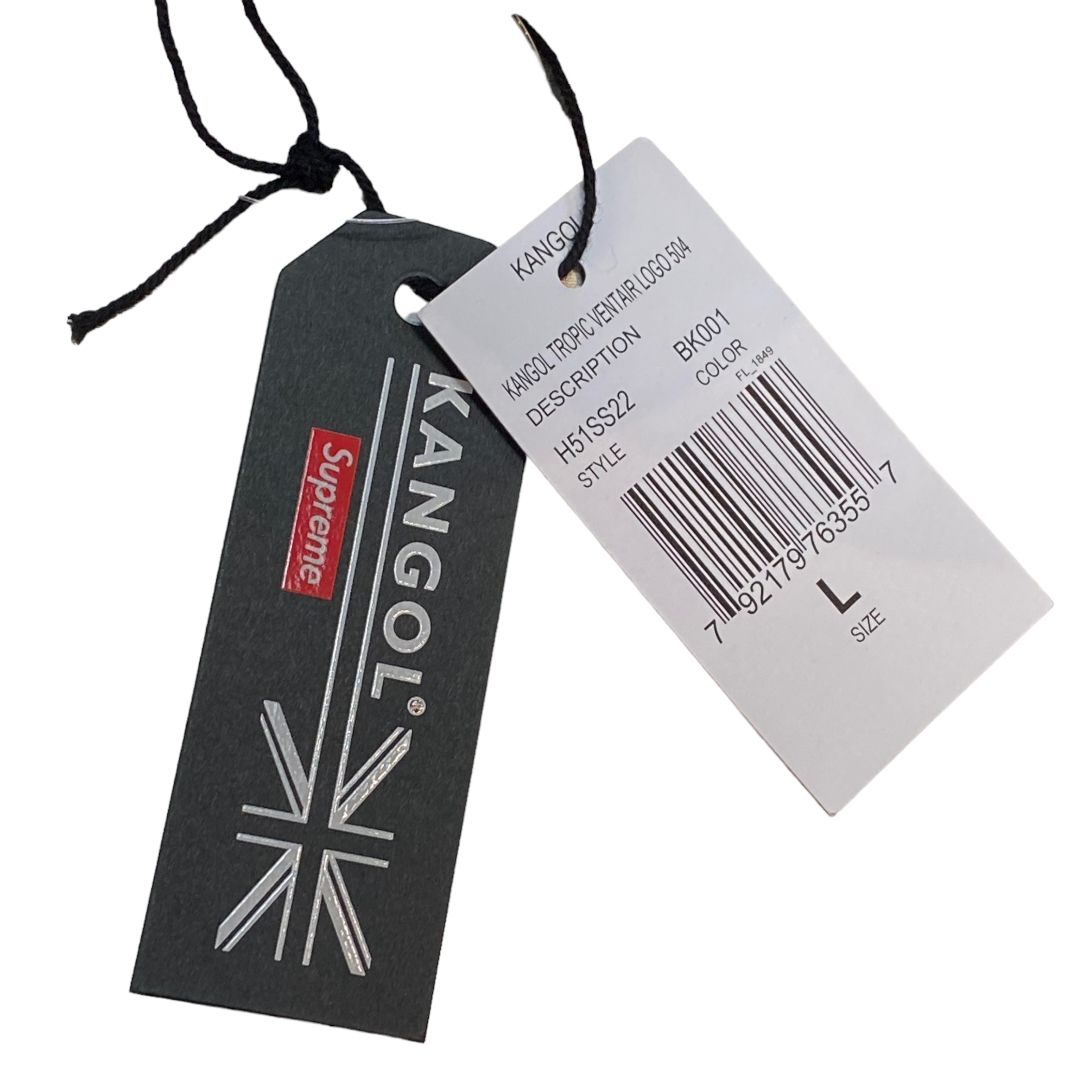 KANGOL®
Supreme
KANGOL
KANGOL TROPIC VENTAIR LOGO 504
DESCRIPTION
H51SS22 BK001
STYLE COLOR
FL_1849
7 92179 76355 7
L
SIZE